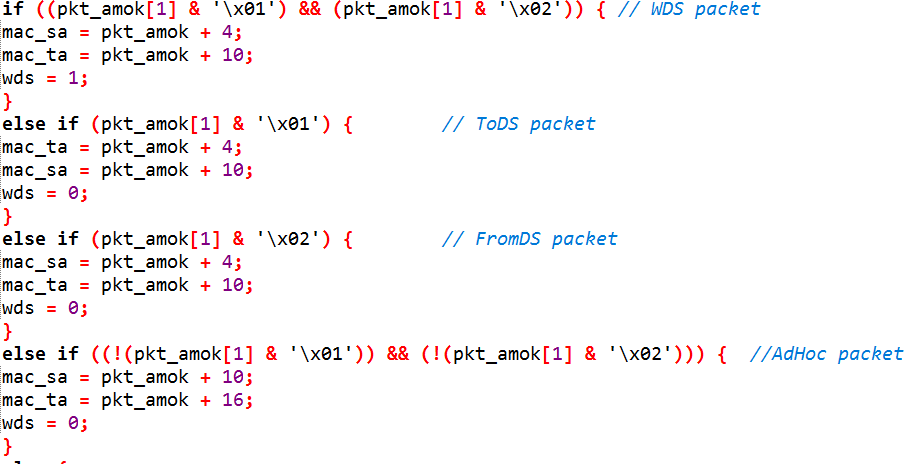 if ((pkt_amok[1] & '\x01') && (pkt_amok[1] & '\x02')) { // WDS packet
mac_sa = pkt_amok + 4;
mac_ta = pkt_amok + 10;
wds = 1;
}
else if (pkt_amok[1] & '\x01') { // ToDS packet
mac_ta = pkt_amok + 4;
mac_sa = pkt_amok + 10;
wds = 0;
}
else if (pkt_amok[1] & '\x02') { // FromDS packet
mac_sa = pkt_amok + 4;
mac_ta = pkt_amok + 10;
wds = 0;
}
else if ((!(pkt_amok[1] & '\x01')) && (!(pkt_amok[1] & '\x02'))) { //AdHoc packet
mac_sa = pkt_amok + 10;
mac_ta = pkt_amok + 16;
wds = 0;
}